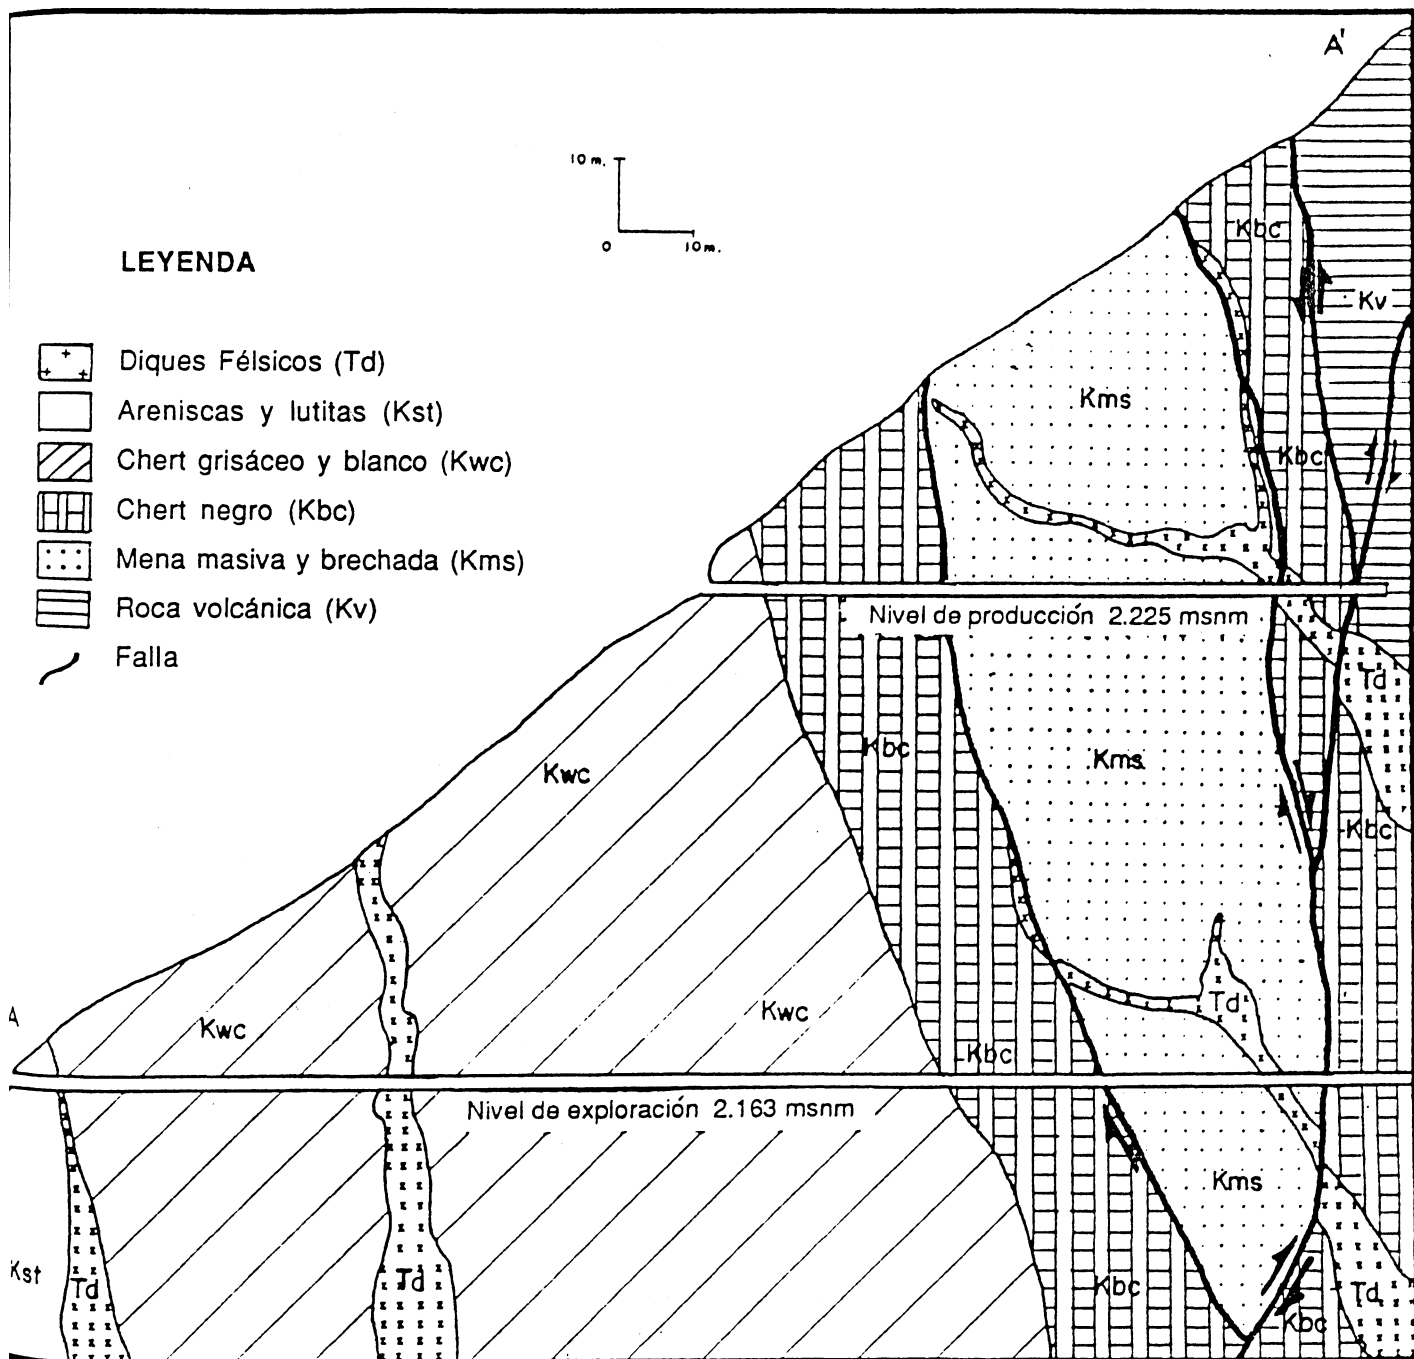 A'
10 m.
0 10 m.
LEYENDA
Diques Félsicos (Td)
Areniscas y lutitas (Kst)
Chert grisáceo y blanco (Kwc)
Chert negro (Kbc)
Mena masiva y brechada (Kms)
Roca volcánica (Kv)
Falla
Kbc
Kv
Kms
Kbc
Nivel de producción 2.225 msnm
Td
Kbc
Kms
Kwc
Kbc
Td
A
Kwc
Kwc
Kbc
Nivel de exploración 2.163 msnm
Kms
Kst
Td
Td
Kbc
Td
Kbc